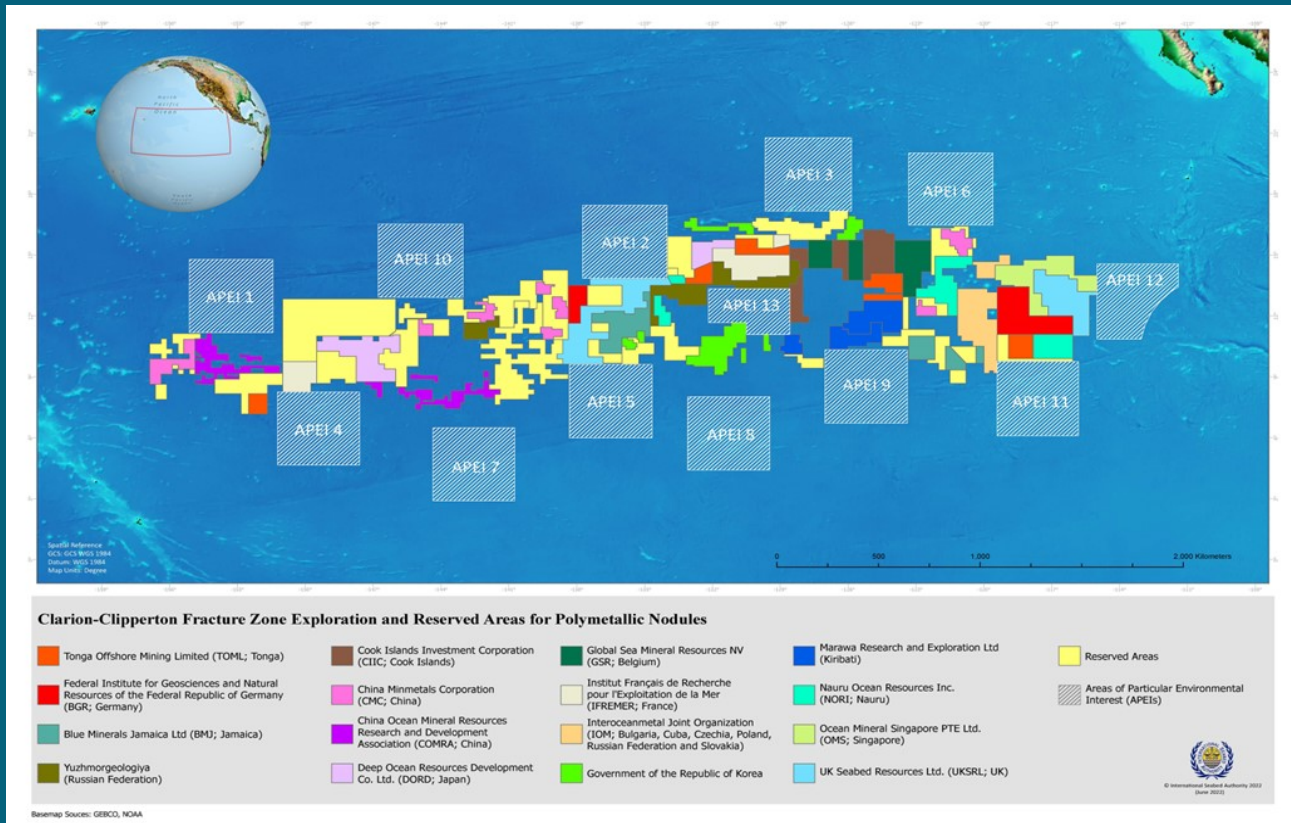 NORTH
Pacific
Ocean
APEI 3
APEI 6
APEI 2
APEI 10
APEI 1
APEI 12
APEI 13
APEI 9
APEI 5
APEI 11
APEI 4
APEI 8
APEI 7
Spatial Reference
GCS: GCS WGS 1984
Datum: WGS 1984
Map Units: Degree
0 500 1,000 2,000 Kilometers
Clarion-Clipperton Fracture Zone Exploration and Reserved Areas for Polymetallic Nodules
Tonga Offshore Mining Limited (TOML; Tonga)
Federal Institute for Geosciences and Natural
Resources of the Federal Republic of Germany
(BGR; Germany)
Blue Minerals Jamaica Ltd (BMJ; Jamaica)
Yuzhmorgeologiya
(Russian Federation)
Cook Islands Investment Corporation
(CIIC; Cook Islands)
China Minmetals Corporation
(CMC; China)
China Ocean Mineral Resources
Research and Development
Association (COMRA; China)
Deep Ocean Resources Development
Co. Ltd. (DORD; Japan)
Global Sea Mineral Resources NV
(GSR; Belgium)
Institut Français de Recherche
pour l'Exploitation de la Mer
(IFREMER; France)
Interoceanmetal Joint Organization
(IOM; Bulgaria, Cuba, Czechia, Poland,
Russian Federation and Slovakia)
Government of the Republic of Korea
Marawa Research and Exploration Ltd
(Kiribati)
Nauru Ocean Resources Inc.
(NORI; Nauru)
Ocean Mineral Singapore PTE Ltd.
(OMS; Singapore)
UK Seabed Resources Ltd. (UKSRL; UK)
Reserved Areas
Areas of Particular Environmental
Interest (APEIs)
© International Seabed Authority 2022
(June 2022)
Basemap Souces: GEBCO, NOAA